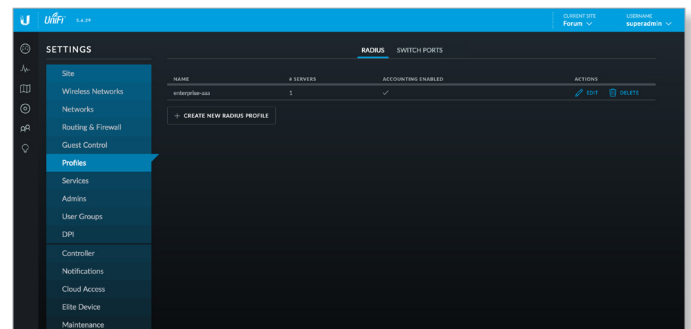 U UniFi 5.6.29 CURRENT SITE USERNAME
Forum superadmin
SETTINGS
RADIUS SWITCH PORTS
Site
Wireless Networks
Networks
Routing & Firewall
Guest Control
Profiles
Services
Admins
User Groups
DPI
Controller
Notifications
Cloud Access
Elite Device
Maintenance
NAME # SERVERS ACCOUNTING ENABLED ACTIONS
enterprise-aaa 1 EDIT DELETE
+ CREATE NEW RADIUS PROFILE